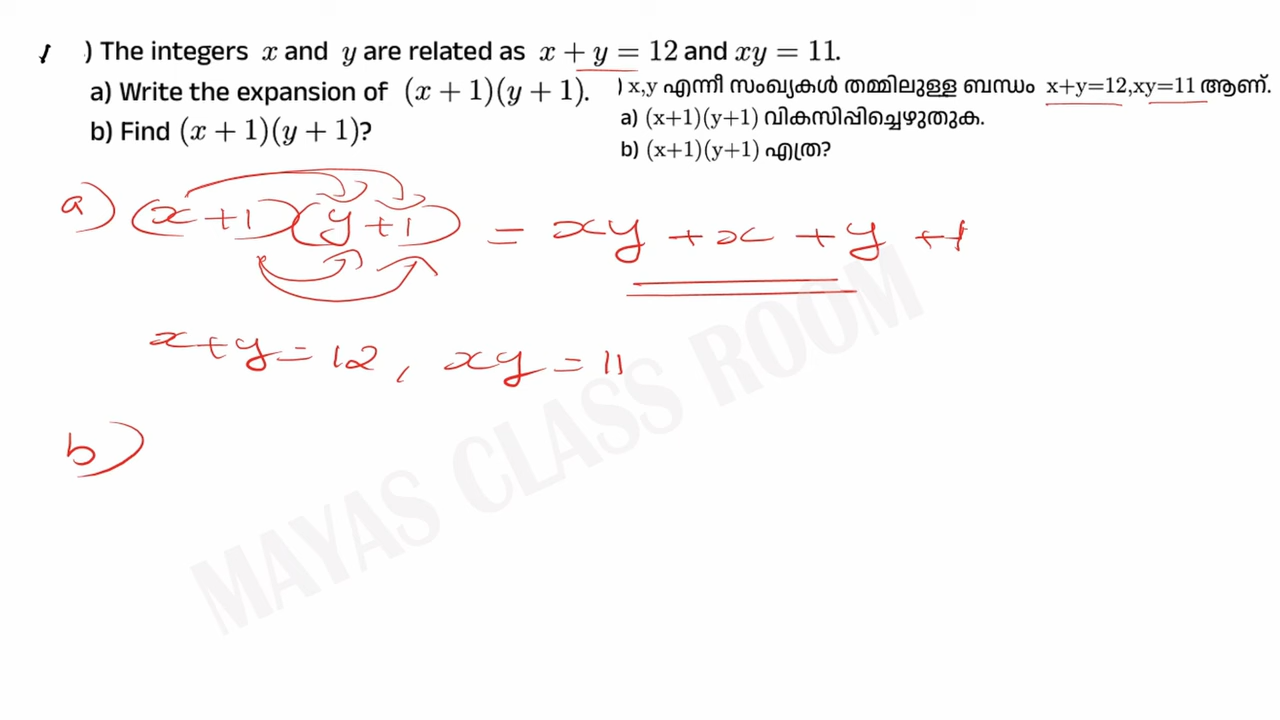 1 ) The integers x and y are related as x + y = 12 and xy = 11.
a) Write the expansion of (x + 1)(y + 1).
b) Find (x + 1)(y + 1)?
) x,y എന്നീ സംഖ്യകൾ തമ്മിലുള്ള ബന്ധം x+y=12,xy=11 ആണ്.
a) (x+1)(y+1) വികസിപ്പിച്ചെഴുതുക.
b) (x+1)(y+1) എത്ര?
a) (x+1)(y+1) = xy + x + y + 1
x+y = 12, xy = 11
b)
MAYAS CLASS ROOM